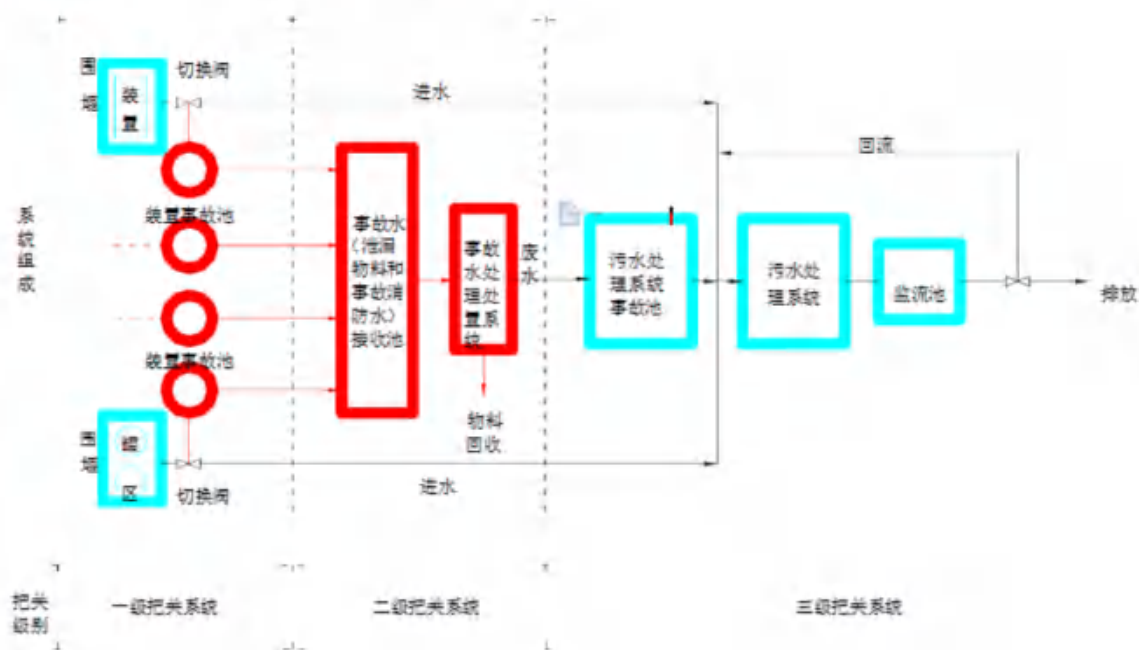 围
堰
装
置
切换阀
进水
回流
装置事故池
系
统
组
成
事故水
（泄漏
物料和
事故消
防水）
接收池
事故
水处
理处
置系
统
废
水
污水处
理系统
事故池
污水处
理系统
监流池
排放
装置事故池
物料
回收
围
堰
罐
区
切换阀
进水
把关
级别
一级把关系统
二级把关系统
三级把关系统